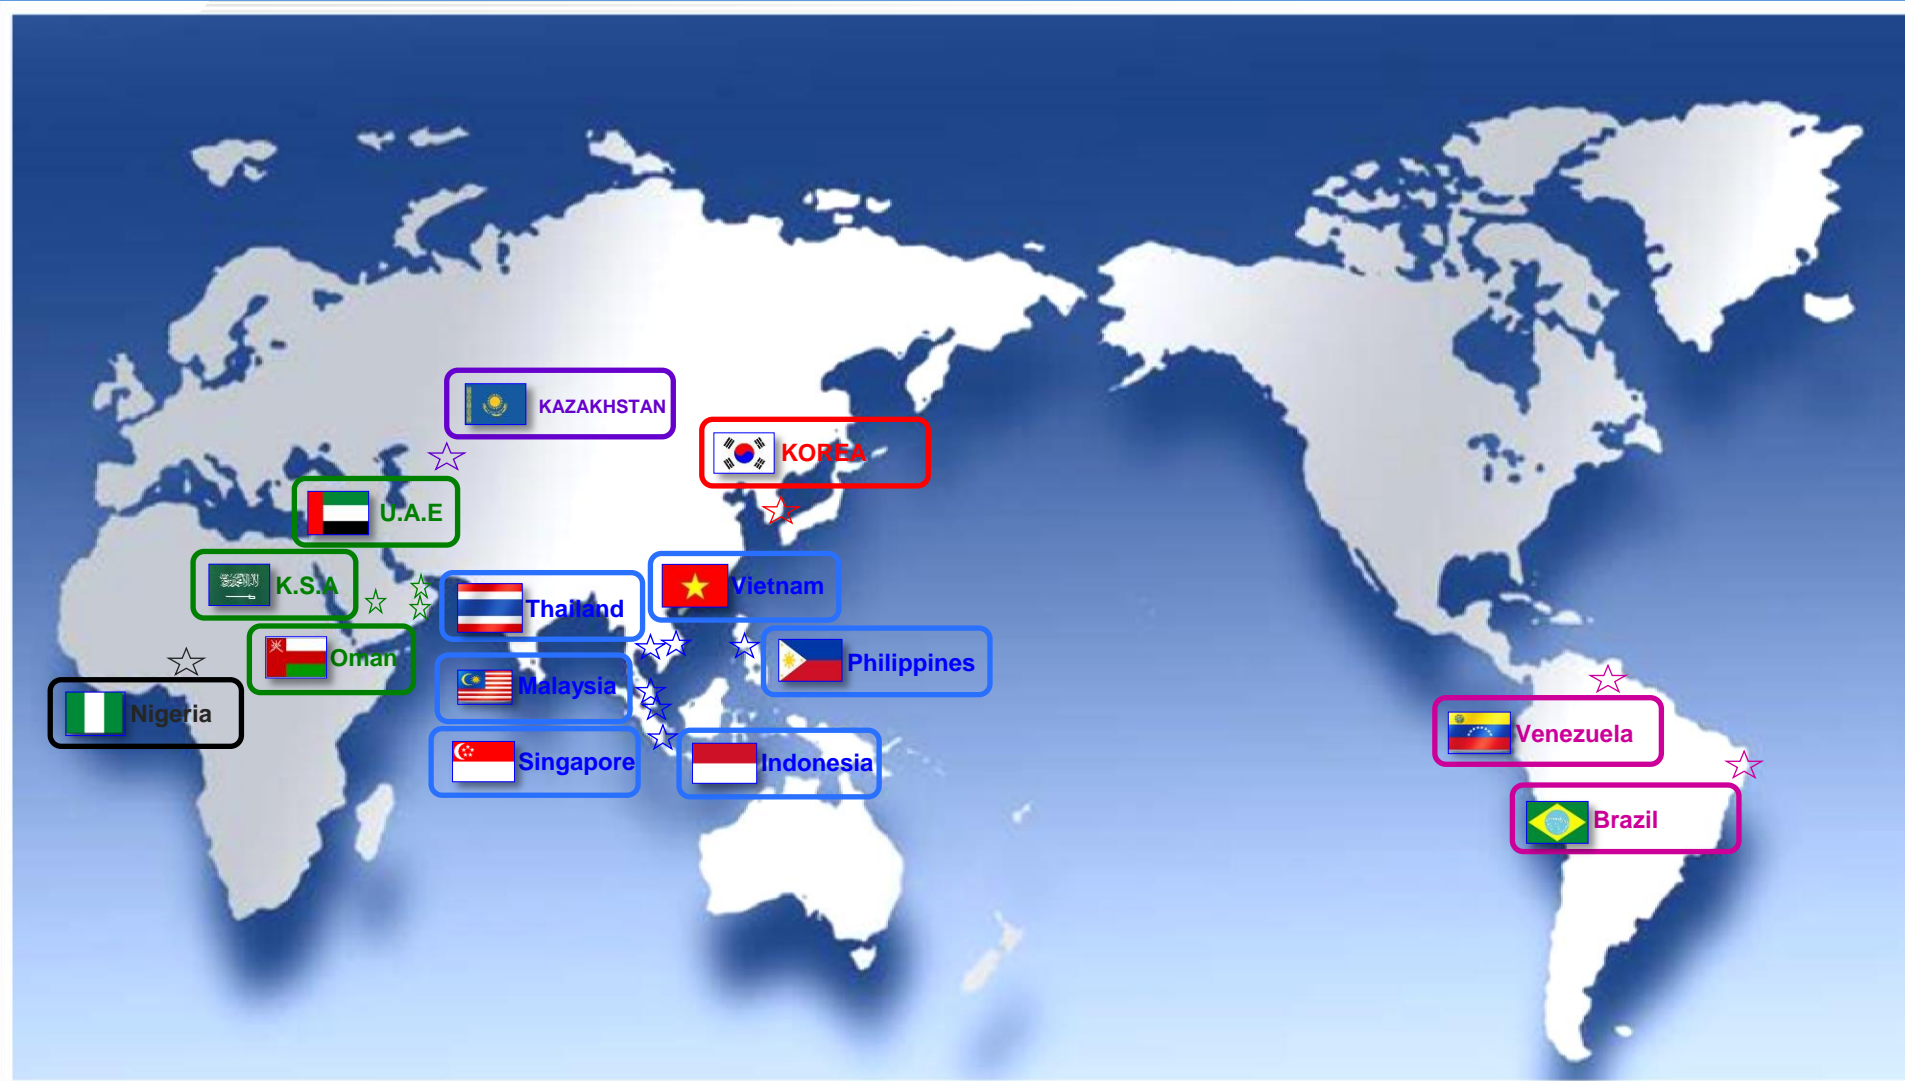 KAZAKHSTAN
KOREA
U.A.E
K.S.A
Thailand
Vietnam
Oman
Philippines
Malaysia
Nigeria
Singapore
Indonesia
Venezuela
Brazil